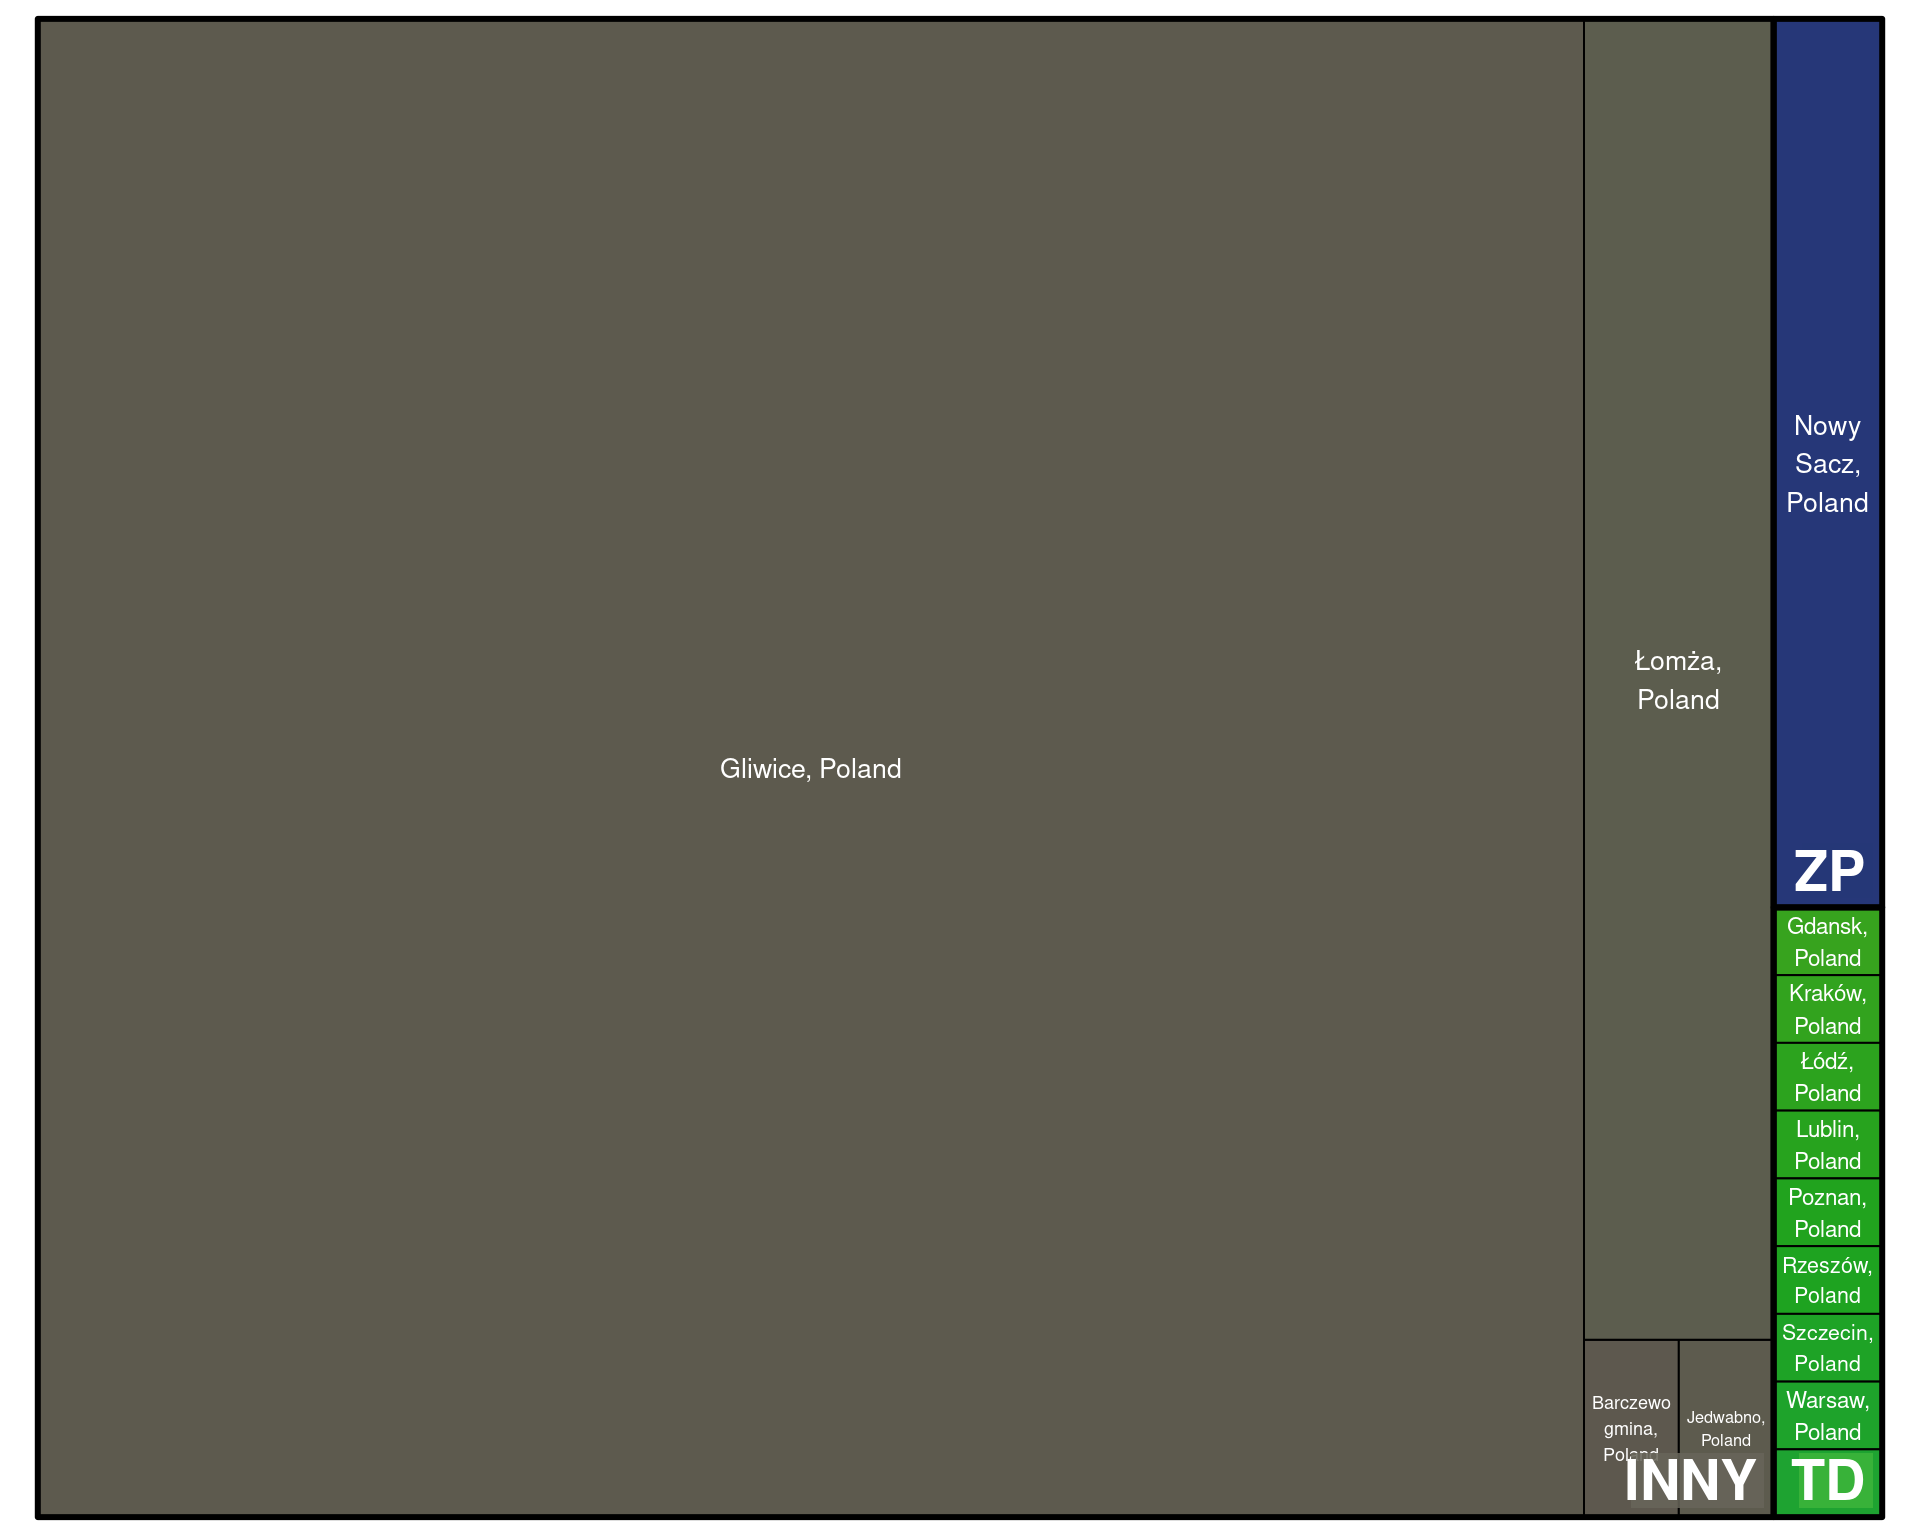 Gliwice, Poland
Łomża,
Poland
Barczewo
gmina,
Poland
Jedwabno,
Poland
INNY
Nowy
Sacz,
Poland
ZP
Gdansk,
Poland
Kraków,
Poland
Łódź,
Poland
Lublin,
Poland
Poznan,
Poland
Rzeszów,
Poland
Szczecin,
Poland
Warsaw,
Poland
TD